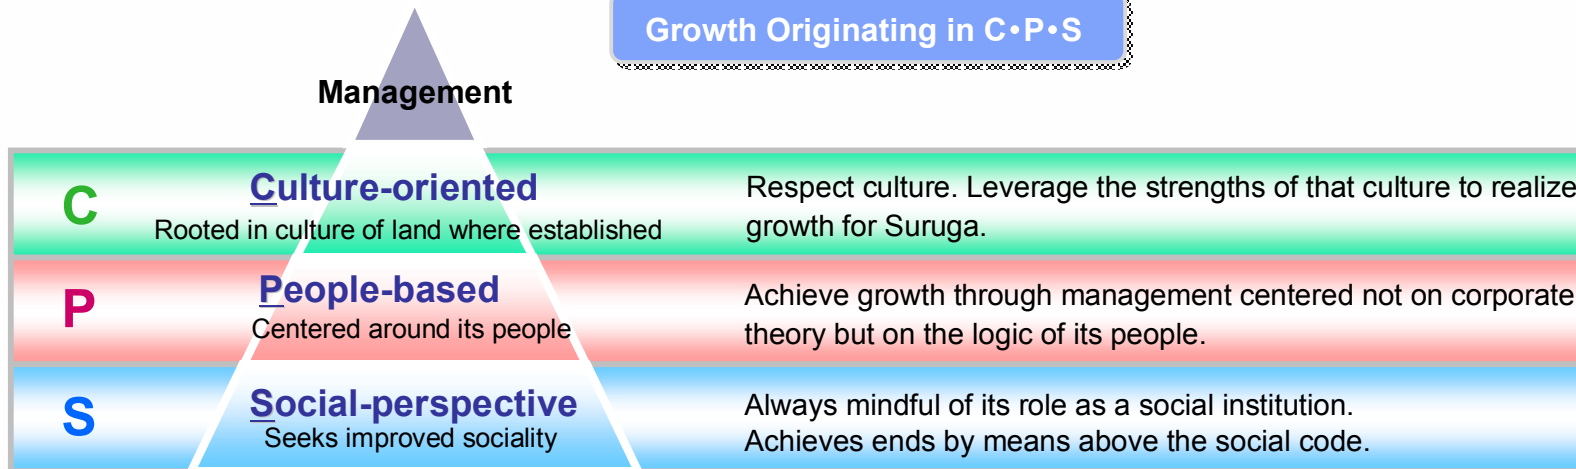 Growth Originating in C•P•S
Management
C
Culture-oriented
Rooted in culture of land where established
Respect culture. Leverage the strengths of that culture to realize
growth for Suruga.
P
People-based
Centered around its people
Achieve growth through management centered not on corporate
theory but on the logic of its people.
S
Social-perspective
Seeks improved sociality
Always mindful of its role as a social institution.
Achieves ends by means above the social code.